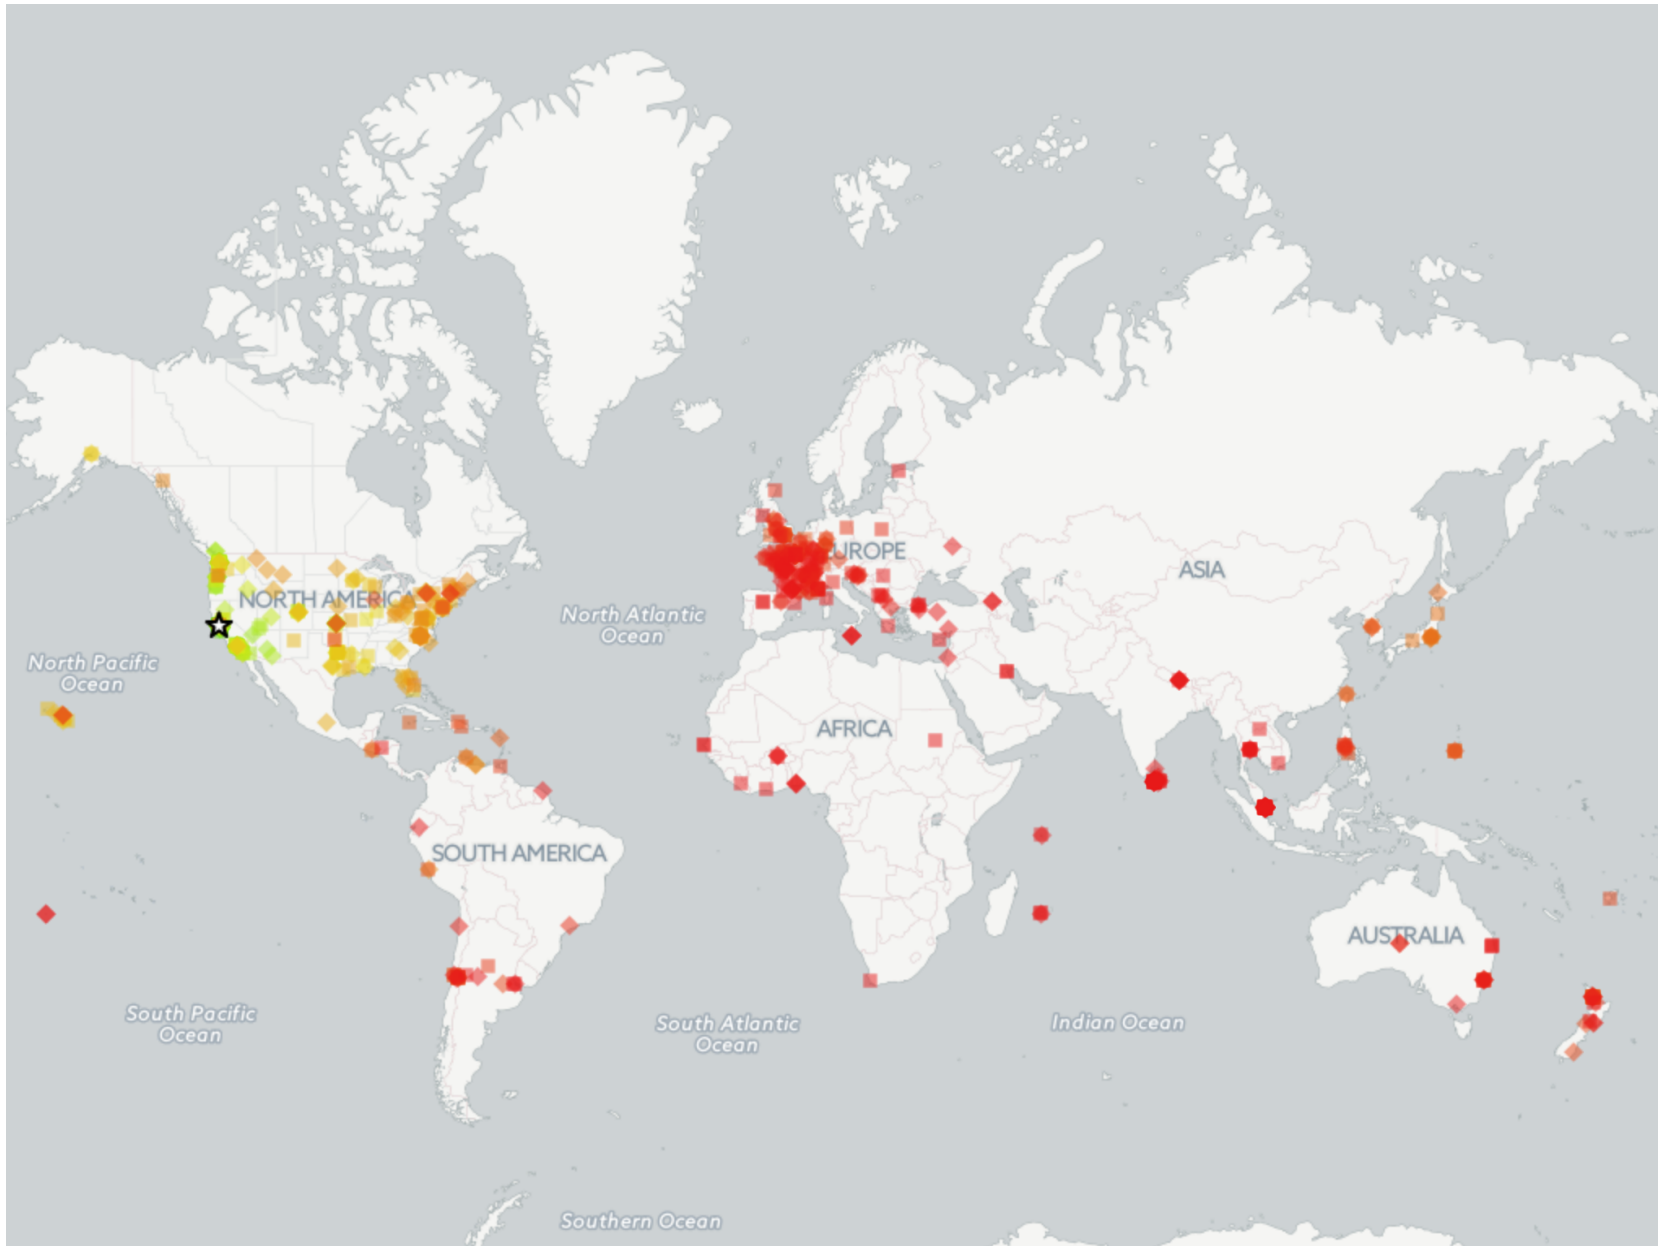 EUROPE
ASIA
NORTH AMERICA
North Atlantic
Ocean
North Pacific
Ocean
AFRICA
SOUTH AMERICA
AUSTRALIA
South Pacific
Ocean
South Atlantic
Ocean
Indian Ocean
Southern Ocean